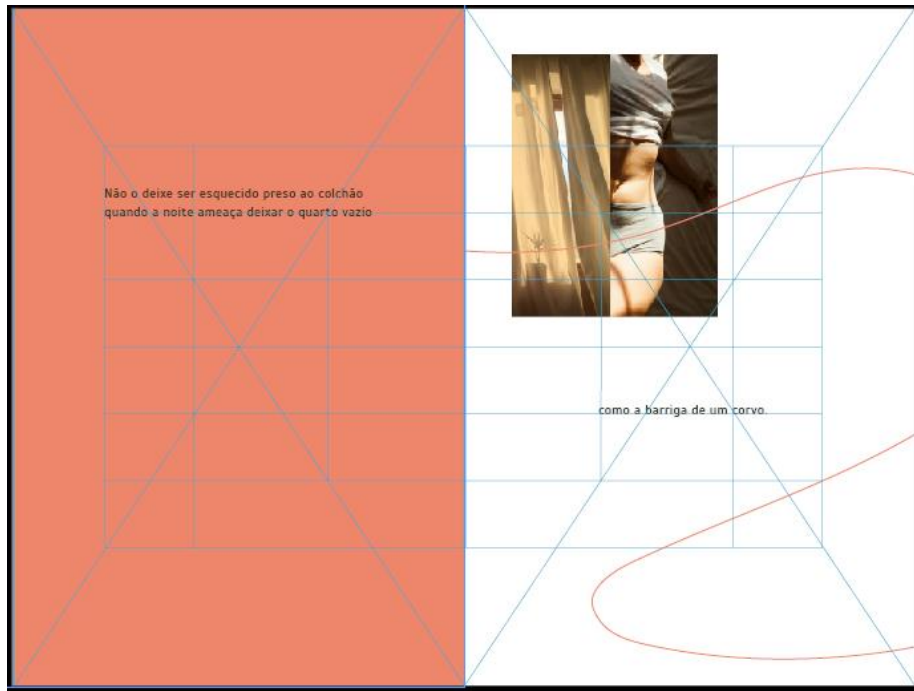 Não o deixe ser esquecido preso ao colchão
quando a noite ameaça deixar o quarto vazio
como a barriga de um corvo.